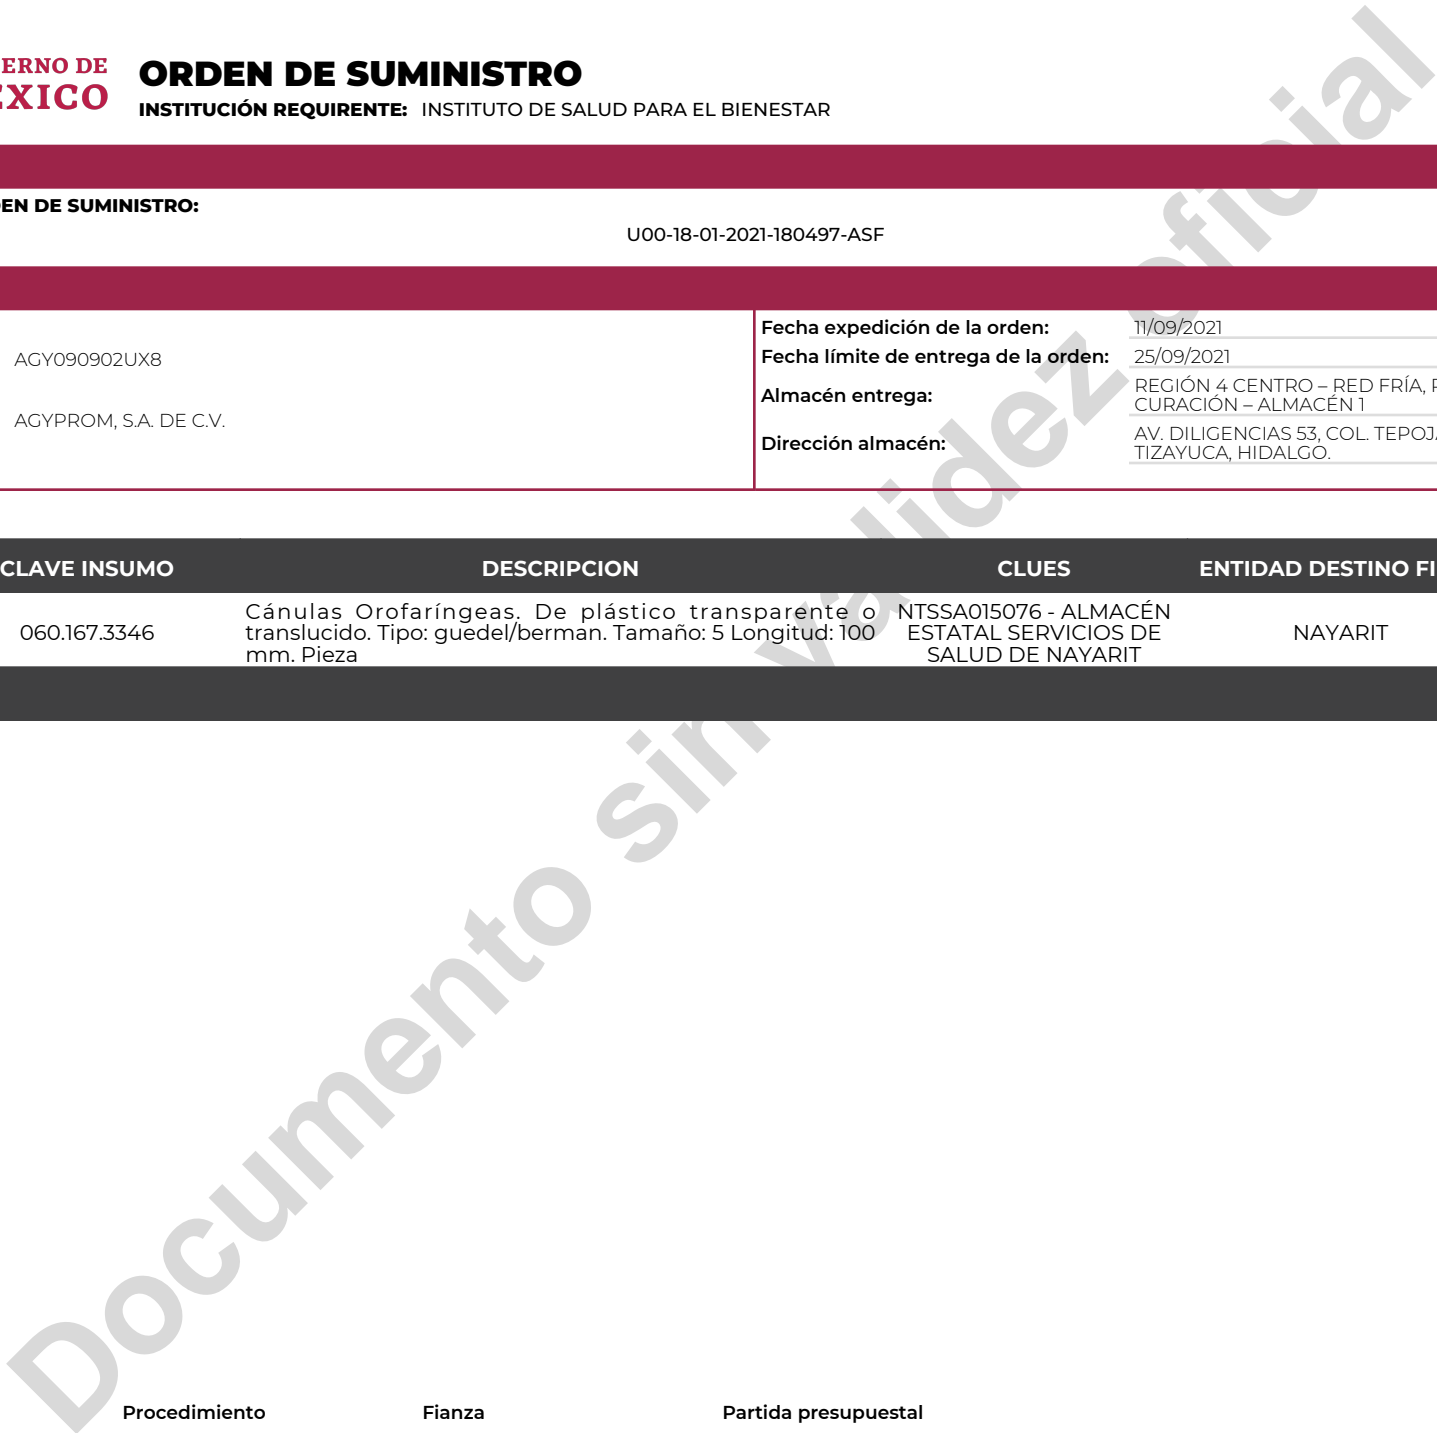 ERNO DE
ÉXICO
ORDEN DE SUMINISTRO
INSTITUCIÓN REQUIRENTE: INSTITUTO DE SALUD PARA EL BIENESTAR
EN DE SUMINISTRO:
U00-18-01-2021-180497-ASF
AGY090902UX8
AGYPROM, S.A. DE C.V.
Fecha expedición de la orden: 11/09/2021
Fecha límite de entrega de la orden: 25/09/2021
Almacén entrega: REGIÓN 4 CENTRO – RED FRÍA,
CURACIÓN – ALMACÉN 1
Dirección almacén: AV. DILIGENCIAS 53, COL. TEPOJ
TIZAYUCA, HIDALGO.
CLAVE INSUMO DESCRIPCION CLUES ENTIDAD DESTINO FI
060.167.3346
Cánulas Orofaríngeas. De plástico transparente o
translucido. Tipo: guedel/berman. Tamaño: 5 Longitud: 100
mm. Pieza
NTSSA015076 - ALMACÉN
ESTATAL SERVICIOS DE
SALUD DE NAYARIT
NAYARIT
Documento sin validez oficial
Procedimiento Fianza Partida presupuestal